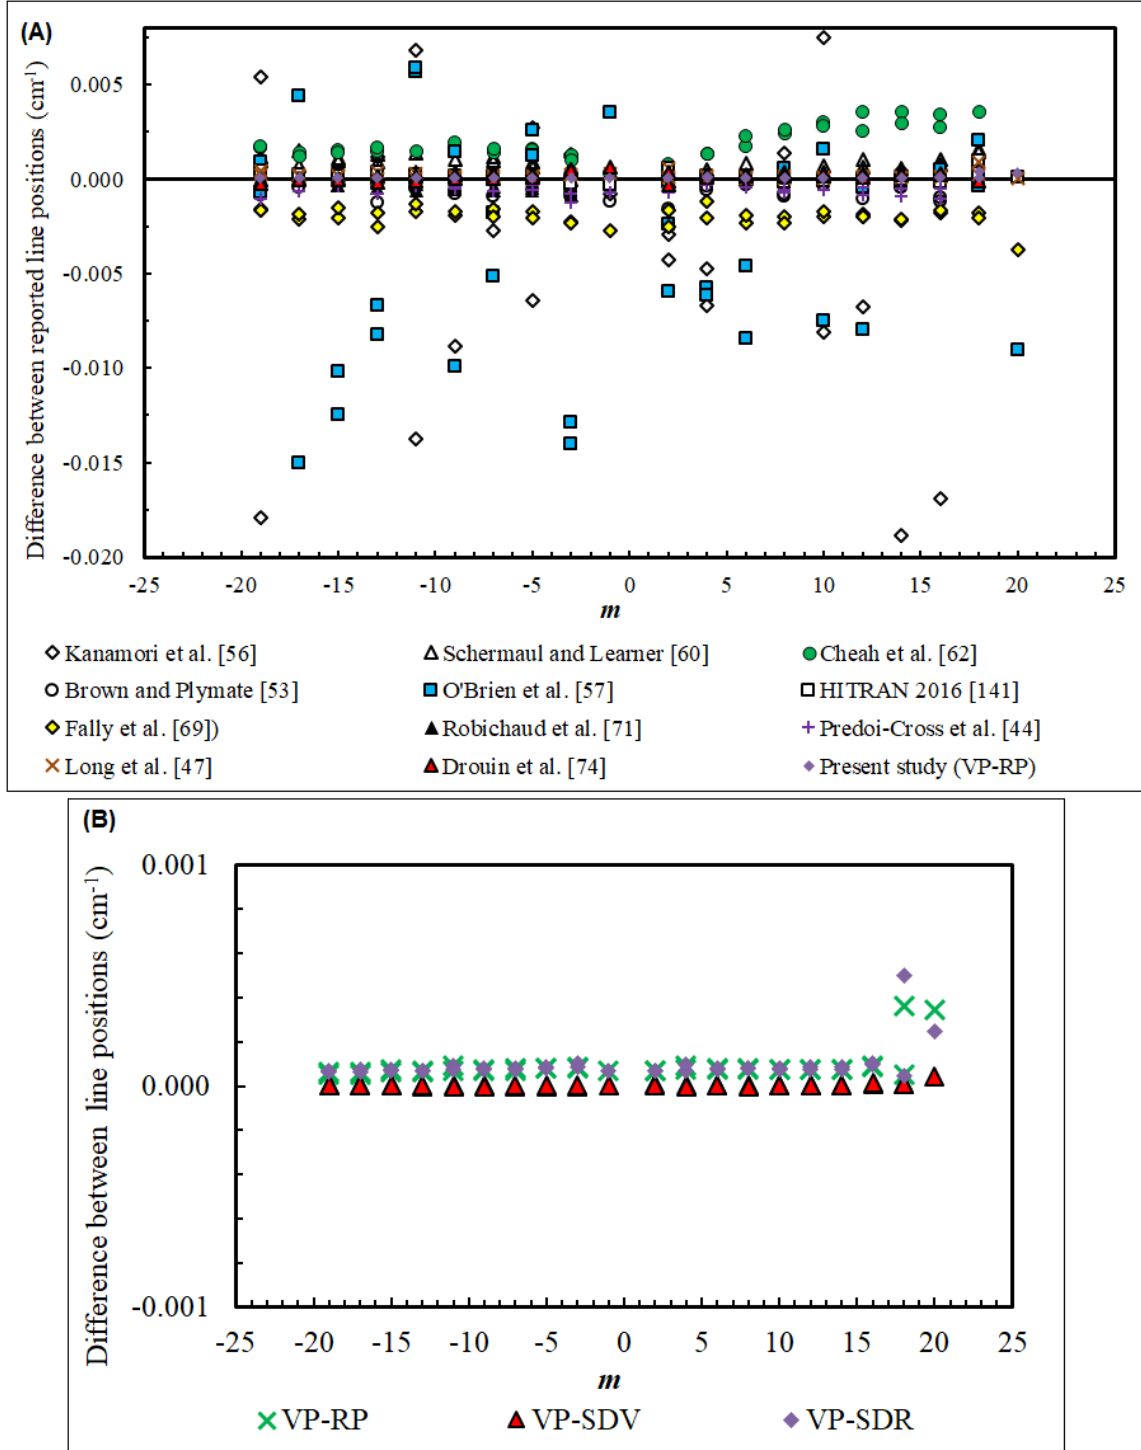 (A)
Difference between reported line positions (cm-1)
0.005
0.000
-0.005
-0.010
-0.015
-0.020
-25 -20 -15 -10 -5 0 5 10 15 20 25
m
Kanamori et al. [56] Schermaul and Learner [60] Cheah et al. [62]
Brown and Plymate [53] O'Brien et al. [57] HITRAN 2016 [141]
Fally et al. [69]) Robichaud et al. [71] Predoi-Cross et al. [44]
Long et al. [47] Drouin et al. [74] Present study (VP-RP)
(B)
Difference between line positions (cm-1)
0.001
0.000
-0.001
-25 -20 -15 -10 -5 0 5 10 15 20 25
m
VP-RP VP-SDV VP-SDR